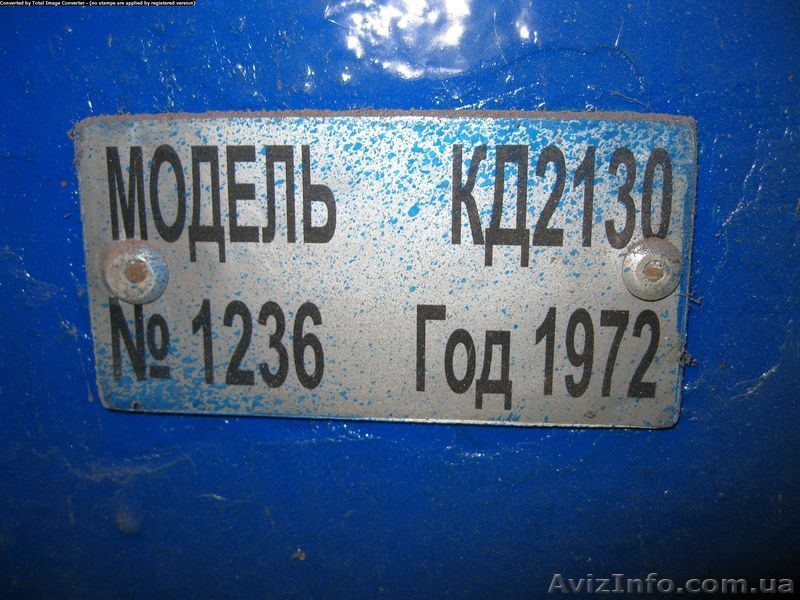 Converted by Total Image Converter - (no stamps are applied by registered version)
МОДЕЛЬ КД2130
№ 1236 Год 1972
AvizInfo.com.ua